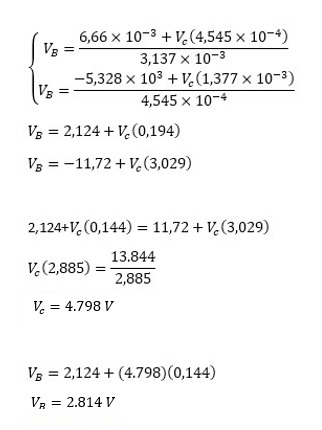 V_B = (6,66 × 10⁻³ + V_c(4,545 × 10⁻⁴)) / (3,137 × 10⁻³)
V_B = (−5,328 × 10³ + V_c(1,377 × 10⁻³)) / (4,545 × 10⁻⁴)
V_B = 2,124 + V_c(0,194)
V_B = −11,72 + V_c(3,029)
2,124+V_c(0,144) = 11,72 + V_c(3,029)
V_c(2,885) = 13.844 / 2,885
V_c = 4.798 V
V_B = 2,124 + (4.798)(0,144)
V_B = 2.814 V